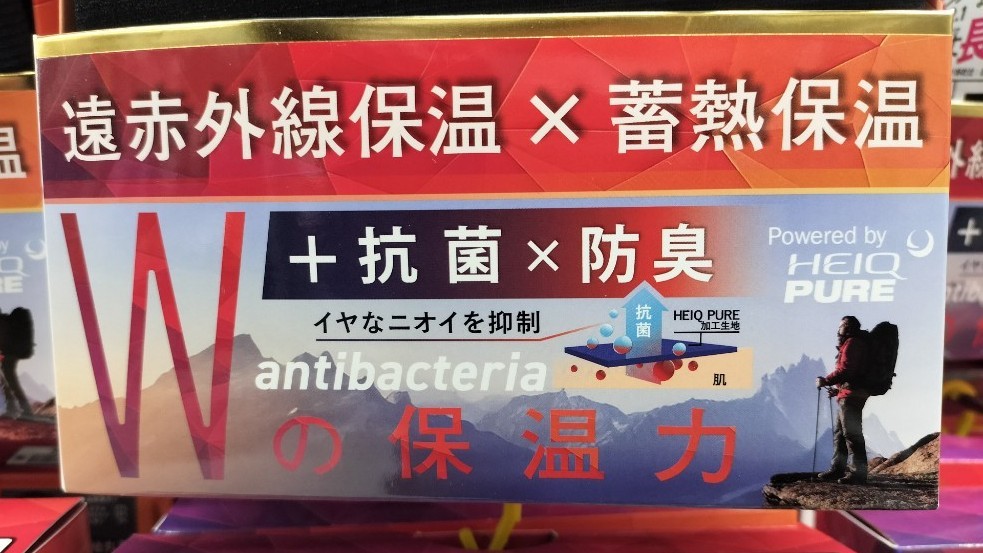 遠赤外線保温×蓄熱保温
W
+抗菌×防臭
Powered by
HEIQ
PURE
イヤなニオイを抑制
抗菌
HEIQ PURE
加工生地
肌
antibacteria
の保温力